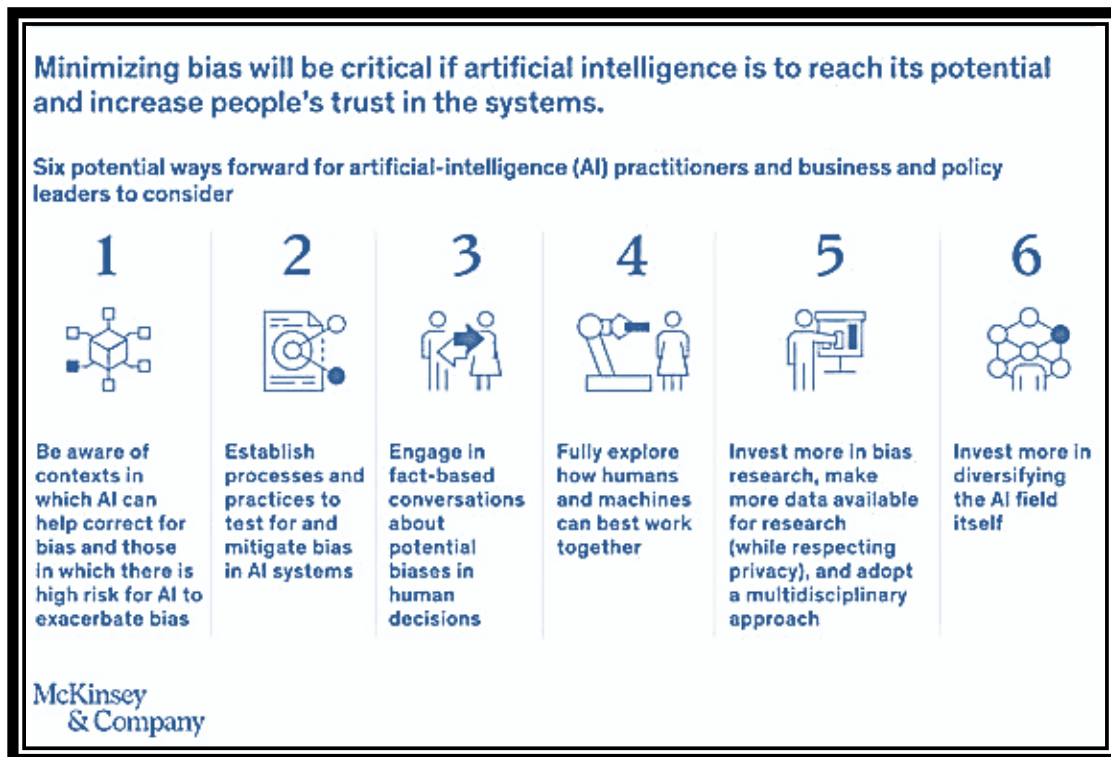 Minimizing bias will be critical if artificial intelligence is to reach its potential
and increase people's trust in the systems.
Six potential ways forward for artificial-intelligence (AI) practitioners and business and policy
leaders to consider
1
Be aware of
contexts in
which AI can
help correct for
bias and those
in which there is
high risk for AI to
exacerbate bias
2
Establish
processes and
practices to
test for and
mitigate bias
in AI systems
3
Engage in
fact-based
conversations
about
potential
biases in
human
decisions
4
Fully explore
how humans
and machines
can best work
together
5
Invest more in bias
research, make
more data available
for research
(while respecting
privacy), and adopt
a multidisciplinary
approach
6
Invest more in
diversifying
the AI field
itself
McKinsey
& Company